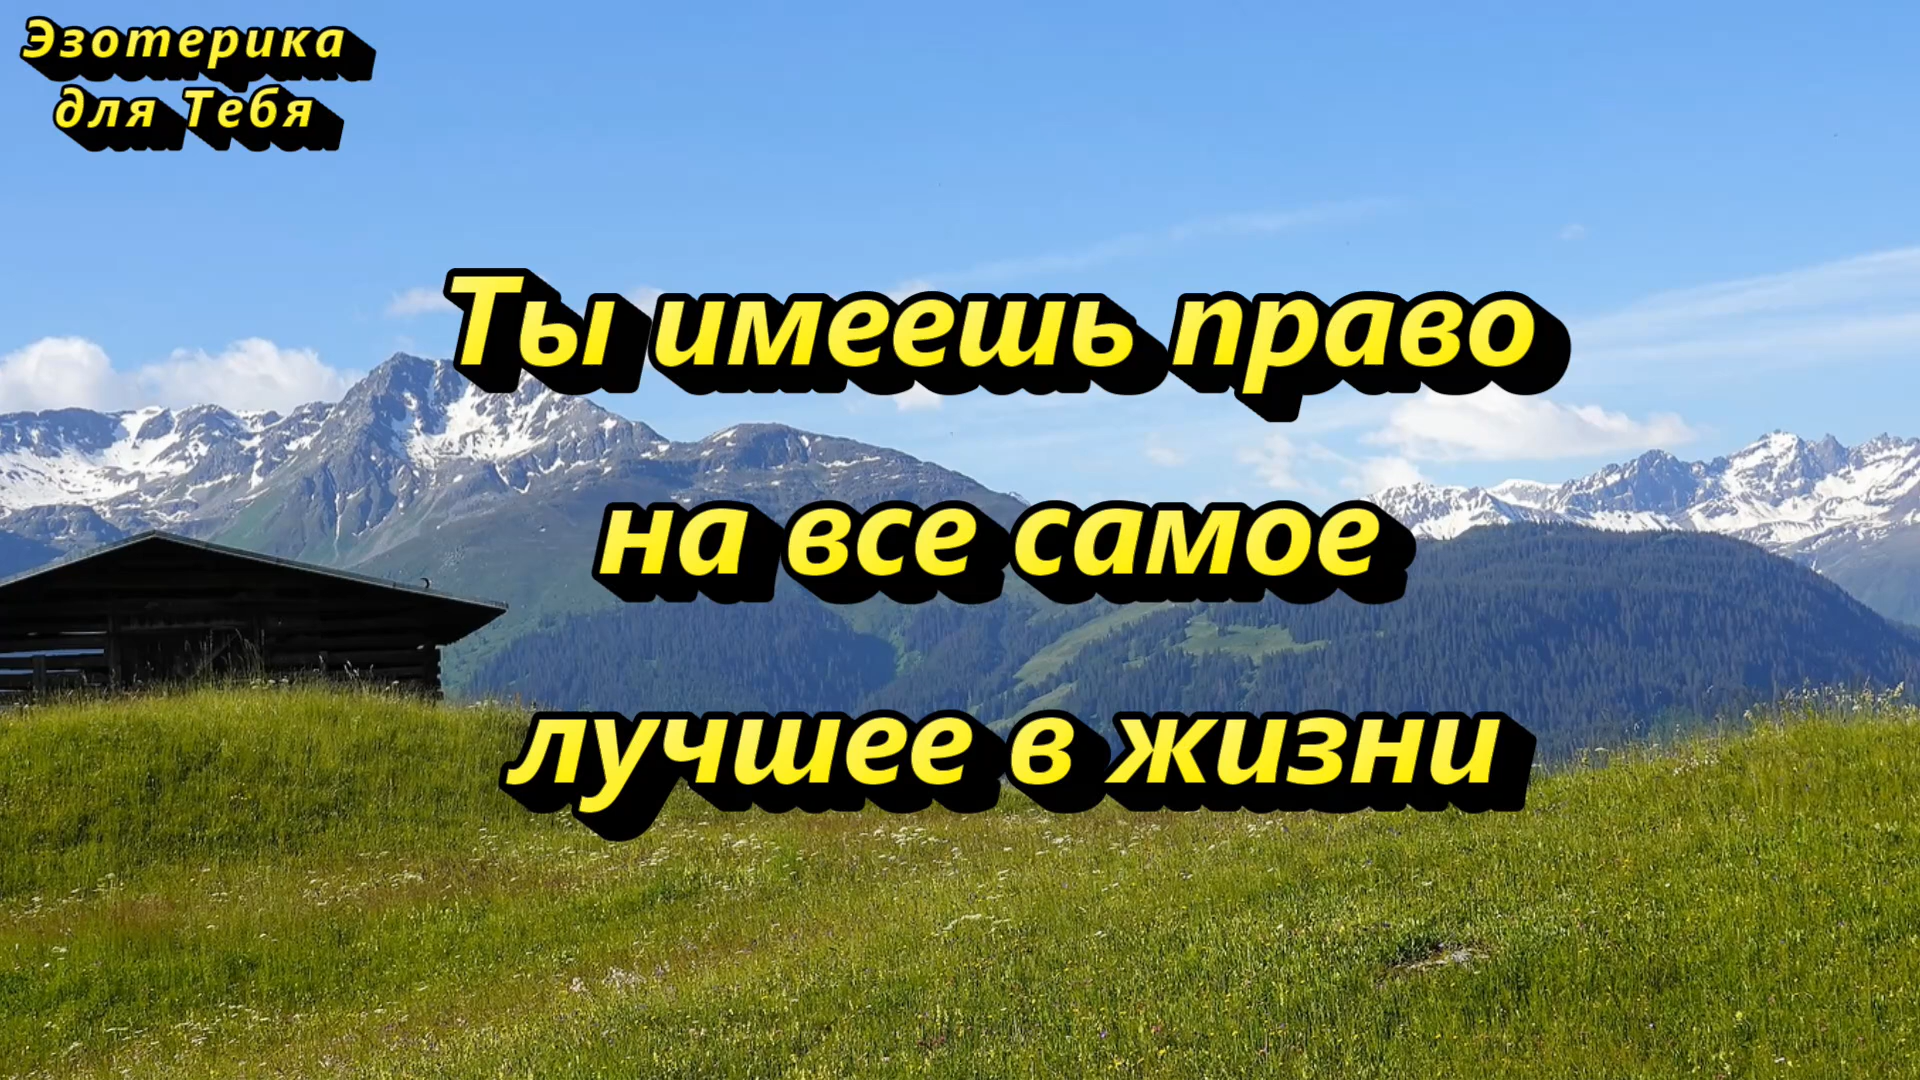 Эзотерика
для Тебя
Ты имеешь право
на все самое
лучшее в жизни